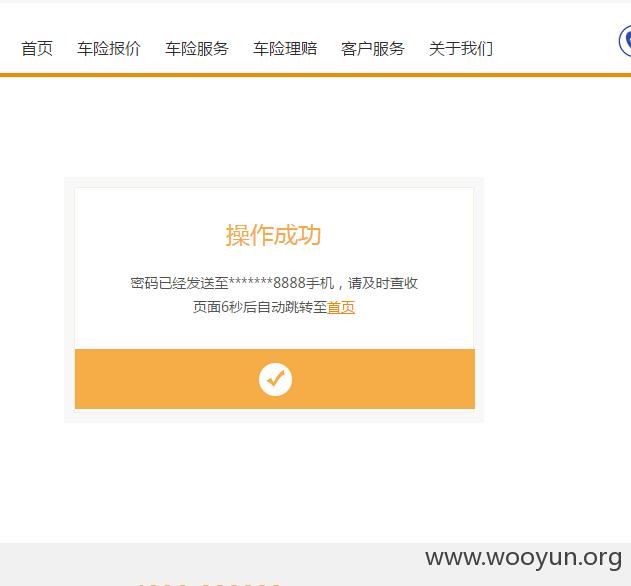 首页 车险报价 车险服务 车险理赔 客户服务 关于我们
操作成功
密码已经发送至*******8888手机，请及时查收
页面6秒后自动跳转至首页
www.wooyun.org